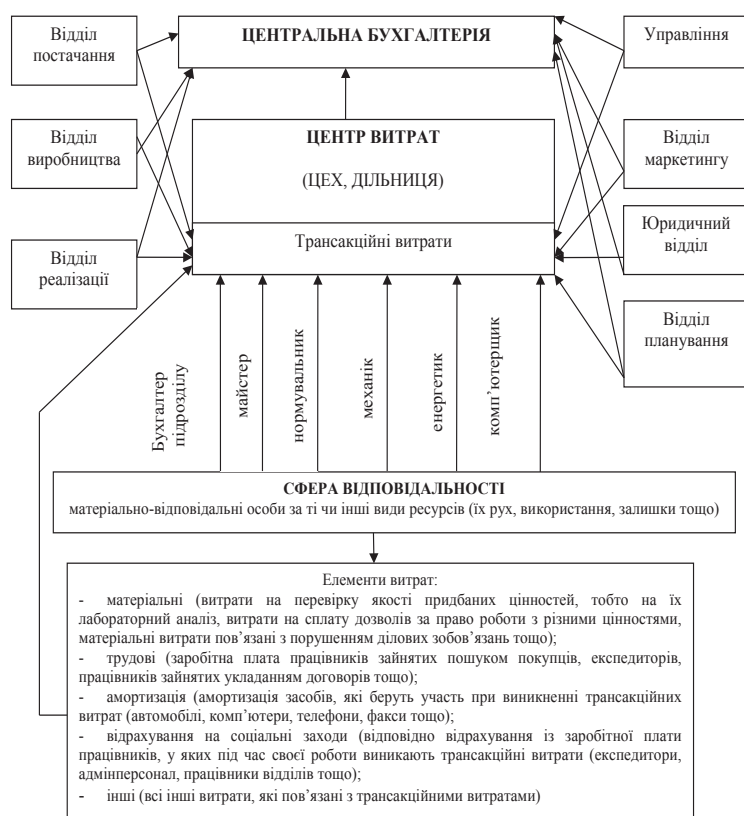 Відділ
постачання
ЦЕНТРАЛЬНА БУХГАЛТЕРІЯ
Управління
Відділ
виробництва
ЦЕНТР ВИТРАТ
(ЦЕХ, ДІЛЬНИЦЯ)
Відділ
маркетингу
Трансакційні витрати
Юридичний
відділ
Відділ
реалізації
Відділ
планування
Бухгалтер
підрозділу
майстер
нормувальник
механік
енергетик
комп’ютерщик
СФЕРА ВІДПОВІДАЛЬНОСТІ
матеріально-відповідальні особи за ті чи інші види ресурсів (їх рух, використання, залишки тощо)
Елементи витрат:
- матеріальні (витрати на перевірку якості придбаних цінностей, тобто на їх
лабораторний аналіз, витрати на сплату дозволів за право роботи з різними цінностями,
матеріальні витрати пов’язані з порушенням ділових зобов’язань тощо);
- трудові (заробітна плата працівників зайнятих пошуком покупців, експедиторів,
працівників зайнятих укладанням договорів тощо);
- амортизація (амортизація засобів, які беруть участь при виникненні трансакційних
витрат (автомобілі, комп’ютери, телефони, факси тощо);
- відрахування на соціальні заходи (відповідно відрахування із заробітної плати
працівників, у яких під час своєї роботи виникають трансакційні витрати (експедитори,
адмінперсонал, працівники відділів тощо);
- інші (всі інші витрати, які пов’язані з трансакційними витратами)